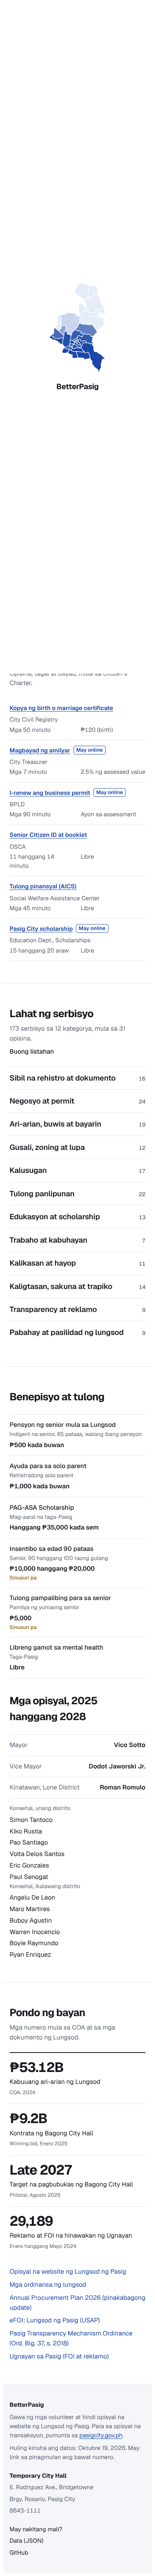 BetterPasig
Charter.
Kopya ng birth o marriage certificate
City Civil Registry
Mga 50 minuto ₱120 (birth)
Magbayad ng amilyar May online
City Treasurer
Mga 7 minuto 2.5% ng assessed value
I-renew ang business permit May online
BPLD
Mga 90 minuto Ayon sa assessment
Senior Citizen ID at booklet
OSCA
11 hanggang 14 Libre
minuto
Tulong pinansyal (AICS)
Social Welfare Assistance Center
Mga 45 minuto Libre
Pasig City scholarship May online
Education Dept., Scholarships
15 hanggang 20 araw Libre
Lahat ng serbisyo
173 serbisyo sa 12 kategorya, mula sa 31
opisina.
Buong listahan
Sibil na rehistro at dokumento 16
Negosyo at permit 24
Ari-arian, buwis at bayarin 19
Gusali, zoning at lupa 12
Kalusugan 17
Tulong panlipunan 22
Edukasyon at scholarship 13
Trabaho at kabuhayan 7
Kalikasan at hayop 11
Kaligtasan, sakuna at trapiko 14
Transparency at reklamo 9
Pabahay at pasilidad ng lungsod 9
Benepisyo at tulong
Pensyon ng senior mula sa Lungsod
Indigent na senior, 65 pataas, walang ibang pensyon
₱500 kada buwan
Ayuda para sa solo parent
Rehistradong solo parent
₱1,000 kada buwan
PAG-ASA Scholarship
Mag-aaral na taga-Pasig
Hanggang ₱35,000 kada sem
Insentibo sa edad 90 pataas
Senior, 90 hanggang 100 taong gulang
₱10,000 hanggang ₱20,000
Sinusuri pa
Tulong pampalibing para sa senior
Pamilya ng yumaong senior
₱5,000
Sinusuri pa
Libreng gamot sa mental health
Taga-Pasig
Libre
Mga opisyal, 2025
hanggang 2028
Mayor Vico Sotto
Vice Mayor Dodot Jaworski Jr.
Kinatawan, Lone District Roman Romulo
Konsehal, unang distrito
Simon Tantoco
Kiko Rustia
Pao Santiago
Volta Delos Santos
Eric Gonzales
Paul Senogat
Konsehal, ikalawang distrito
Angelu De Leon
Maro Martires
Buboy Agustin
Warren Inocencio
Boyie Raymundo
Ryan Enriquez
Pondo ng bayan
Mga numero mula sa COA at sa mga
dokumento ng Lungsod.
₱53.12B
Kabuuang ari-arian ng Lungsod
COA, 2024
₱9.2B
Kontrata ng Bagong City Hall
Winning bid, Enero 2025
Late 2027
Target na pagbubukas ng Bagong City Hall
Philstar, Agosto 2025
29,189
Reklamo at FOI na hinawakan ng Ugnayan
Enero hanggang Mayo 2024
Opisyal na website ng Lungsod ng Pasig
Mga ordinansa ng lungsod
Annual Procurement Plan 2026 (pinakabagong
update)
eFOI: Lungsod ng Pasig (USAP)
Pasig Transparency Mechanism Ordinance
(Ord. Blg. 37, s. 2018)
Ugnayan sa Pasig (FOI at reklamo)
BetterPasig
Gawa ng mga volunteer at hindi opisyal na
website ng Lungsod ng Pasig. Para sa opisyal na
transaksyon, pumunta sa pasigcity.gov.ph.
Huling kinuha ang datos: Oktubre 19, 2026. May
link sa pinagmulan ang bawat numero.
Temporary City Hall
E. Rodriguez Ave., Bridgetowne
Brgy. Rosario, Pasig City
8643-1111
May nakitang mali?
Data (JSON)
GitHub